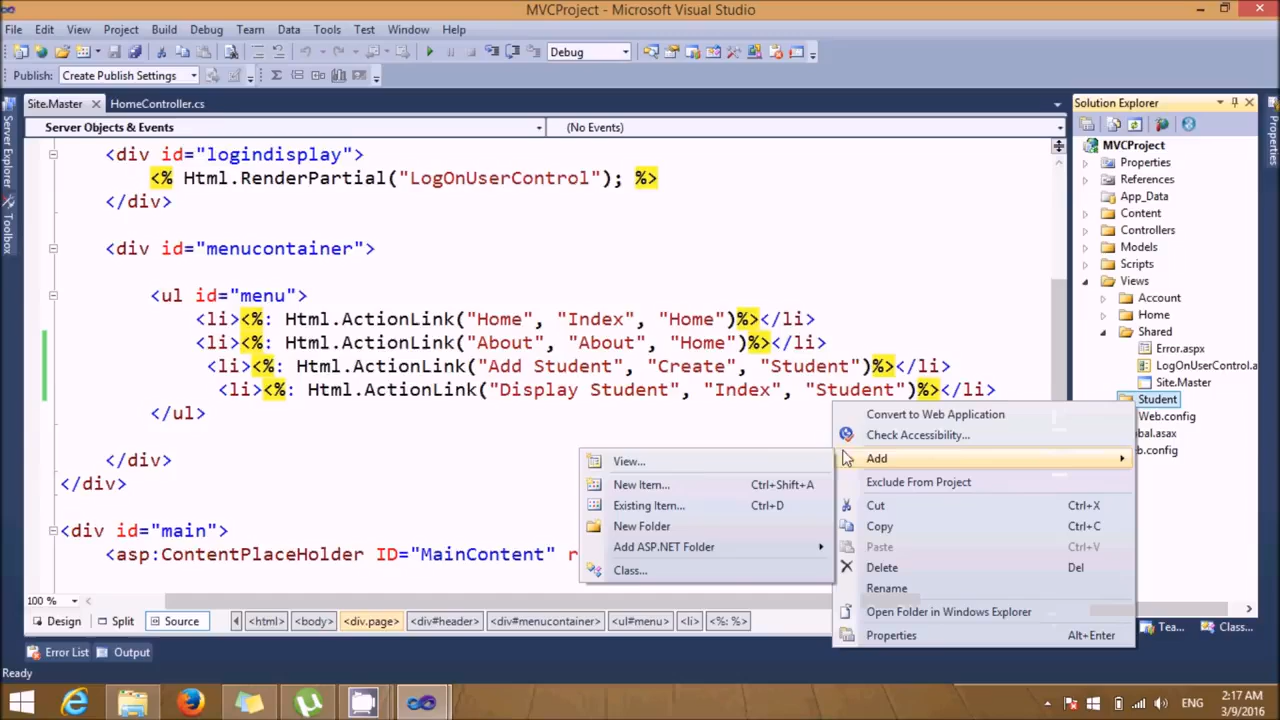 MVCProject - Microsoft Visual Studio
File Edit View Project Build Debug Team Data Tools Test Window Help
Debug
Publish: Create Publish Settings
Site.Master HomeController.cs
Server Objects & Events (No Events)
Server Explorer
Toolbox
<div id="logindisplay">
<% Html.RenderPartial("LogOnUserControl"); %>
</div>
<div id="menucontainer">
<ul id="menu">
<li><%: Html.ActionLink("Home", "Index", "Home")%></li>
<li><%: Html.ActionLink("About", "About", "Home")%></li>
<li><%: Html.ActionLink("Add Student", "Create", "Student")%></li>
<li><%: Html.ActionLink("Display Student", "Index", "Student")%></li>
</ul>
</div>
</div>
<div id="main">
<asp:ContentPlaceHolder ID="MainContent" r
100 %
Design Split Source <html> <body> <div.page> <div#header> <div#menucontainer> <ul#menu> <li> <%: %>
Error List Output
Ready
Solution Explorer
MVCProject
Properties
References
App_Data
Content
Controllers
Models
Scripts
Views
Account
Home
Shared
Error.aspx
LogOnUserControl.a
Site.Master
Student
Web.config
bal.asax
b.config
Tea... Class...
Properties
Convert to Web Application
Check Accessibility...
Add
Exclude From Project
Cut Ctrl+X
Copy Ctrl+C
Paste Ctrl+V
Delete Del
Rename
Open Folder in Windows Explorer
Properties Alt+Enter
View...
New Item... Ctrl+Shift+A
Existing Item... Ctrl+D
New Folder
Add ASP.NET Folder
Class...
ENG
2:17 AM
3/9/2016